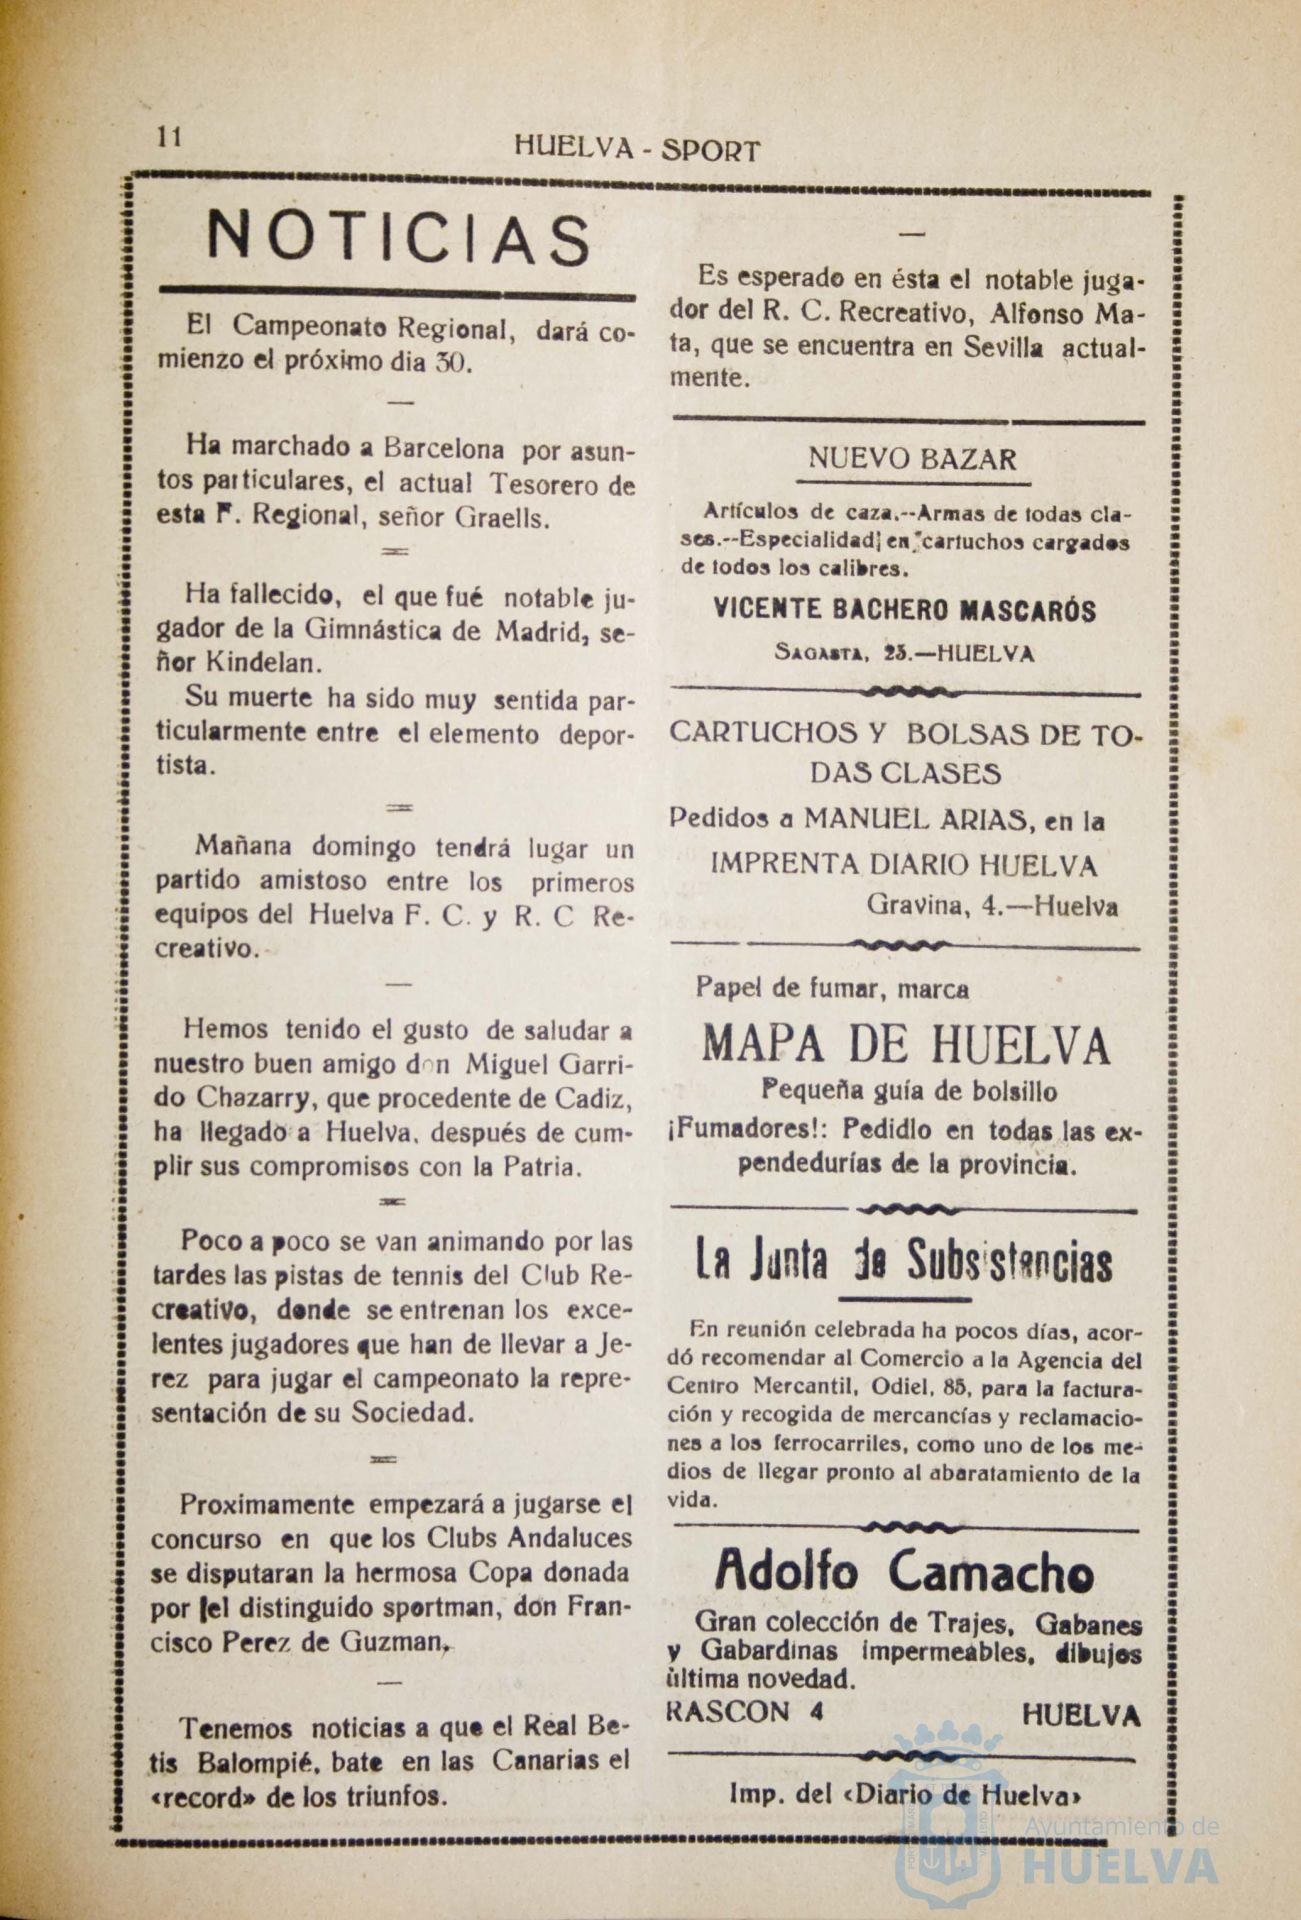 11
HUELVA - SPORT
NOTICIAS
El Campeonato Regional, dará co-
mienzo el próximo dia 30.
Ha marchado a Barcelona por asun-
tos particulares, el actual Tesorero de
esta F. Regional, señor Graells.
Ha fallecido, el que fué notable ju-
gador de la Gimnástica de Madrid, se-
ñor Kindelan.
Su muerte ha sido muy sentida par-
ticularmente entre el elemento depor-
tista.
Mañana domingo tendrá lugar un
partido amistoso entre los primeros
equipos del Huelva F. C. y R. C Re-
creativo.
Hemos tenido el gusto de saludar a
nuestro buen amigo don Miguel Garri-
do Chazarry, que procedente de Cadiz,
ha llegado a Huelva, después de cum-
plir sus compromisos con la Patria.
Poco a poco se van animando por las
tardes las pistas de tennis del Club Re-
creativo, donde se entrenan los exce-
lentes jugadores que han de llevar a Je-
rez para jugar el campeonato la repre-
sentación de su Sociedad.
Proximamente empezará a jugarse el
concurso en que los Clubs Andaluces
se disputaran la hermosa Copa donada
por el distinguido sportman, don Fran-
cisco Perez de Guzman.
Tenemos noticias a que el Real Be-
tis Balompié, bate en las Canarias el
«record» de los triunfos.
Es esperado en ésta el notable juga-
dor del R. C. Recreativo, Alfonso Ma-
ta, que se encuentra en Sevilla actual-
mente.
NUEVO BAZAR
Artículos de caza.--Armas de todas cla-
ses.--Especialidad en cartuchos cargados
de todos los calibres.
VICENTE BACHERO MASCARÓS
SAGASTA, 25.—HUELVA
CARTUCHOS Y BOLSAS DE TO-
DAS CLASES
Pedidos a MANUEL ARIAS, en la
IMPRENTA DIARIO HUELVA
Gravina, 4.—Huelva
Papel de fumar, marca
MAPA DE HUELVA
Pequeña guía de bolsillo
¡Fumadores!: Pedidlo en todas las ex-
pendedurías de la provincia.
La Junta de Subsistencias
En reunión celebrada ha pocos días, acor-
dó recomendar al Comercio a la Agencia del
Centro Mercantil, Odiel, 85, para la factura-
ción y recogida de mercancías y reclamacio-
nes a los ferrocarriles, como uno de los me-
dios de llegar pronto al abaratamiento de la
vida.
Adolfo Camacho
Gran colección de Trajes, Gabanes
y Gabardinas impermeables, dibujos
última novedad.
RASCON 4 HUELVA
Imp. del «Diario de Huelva»
Ayuntamiento de
HUELVA